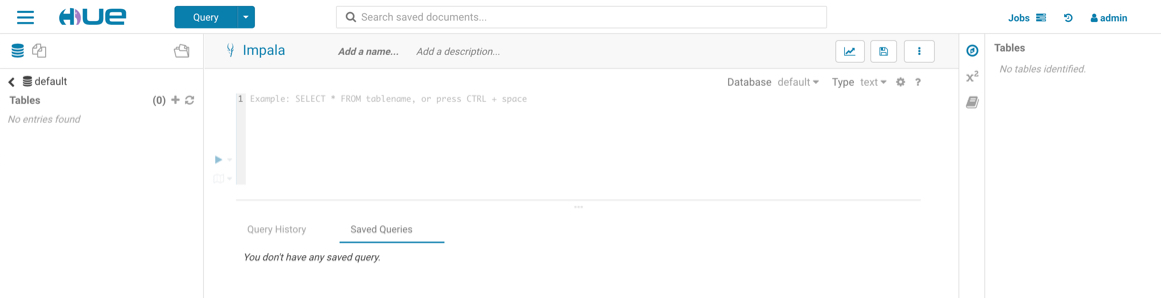 HUE
Query
Search saved documents...
Jobs
admin
Impala
Add a name...
Add a description...
default
Tables
(0)
No entries found
Database default
Type text
?
1 Example: SELECT * FROM tablename, or press CTRL + space
Query History
Saved Queries
You don't have any saved query.
x²
Tables
No tables identified.